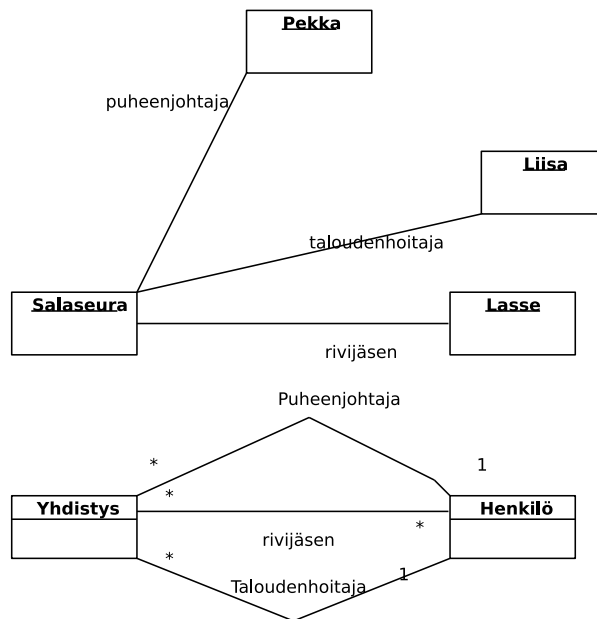 Pekka
puheenjohtaja
Liisa
taloudenhoitaja
Salaseura
Lasse
rivijäsen
Puheenjohtaja
* 1
*
Yhdistys Henkilö
*
rivijäsen
*
1
Taloudenhoitaja